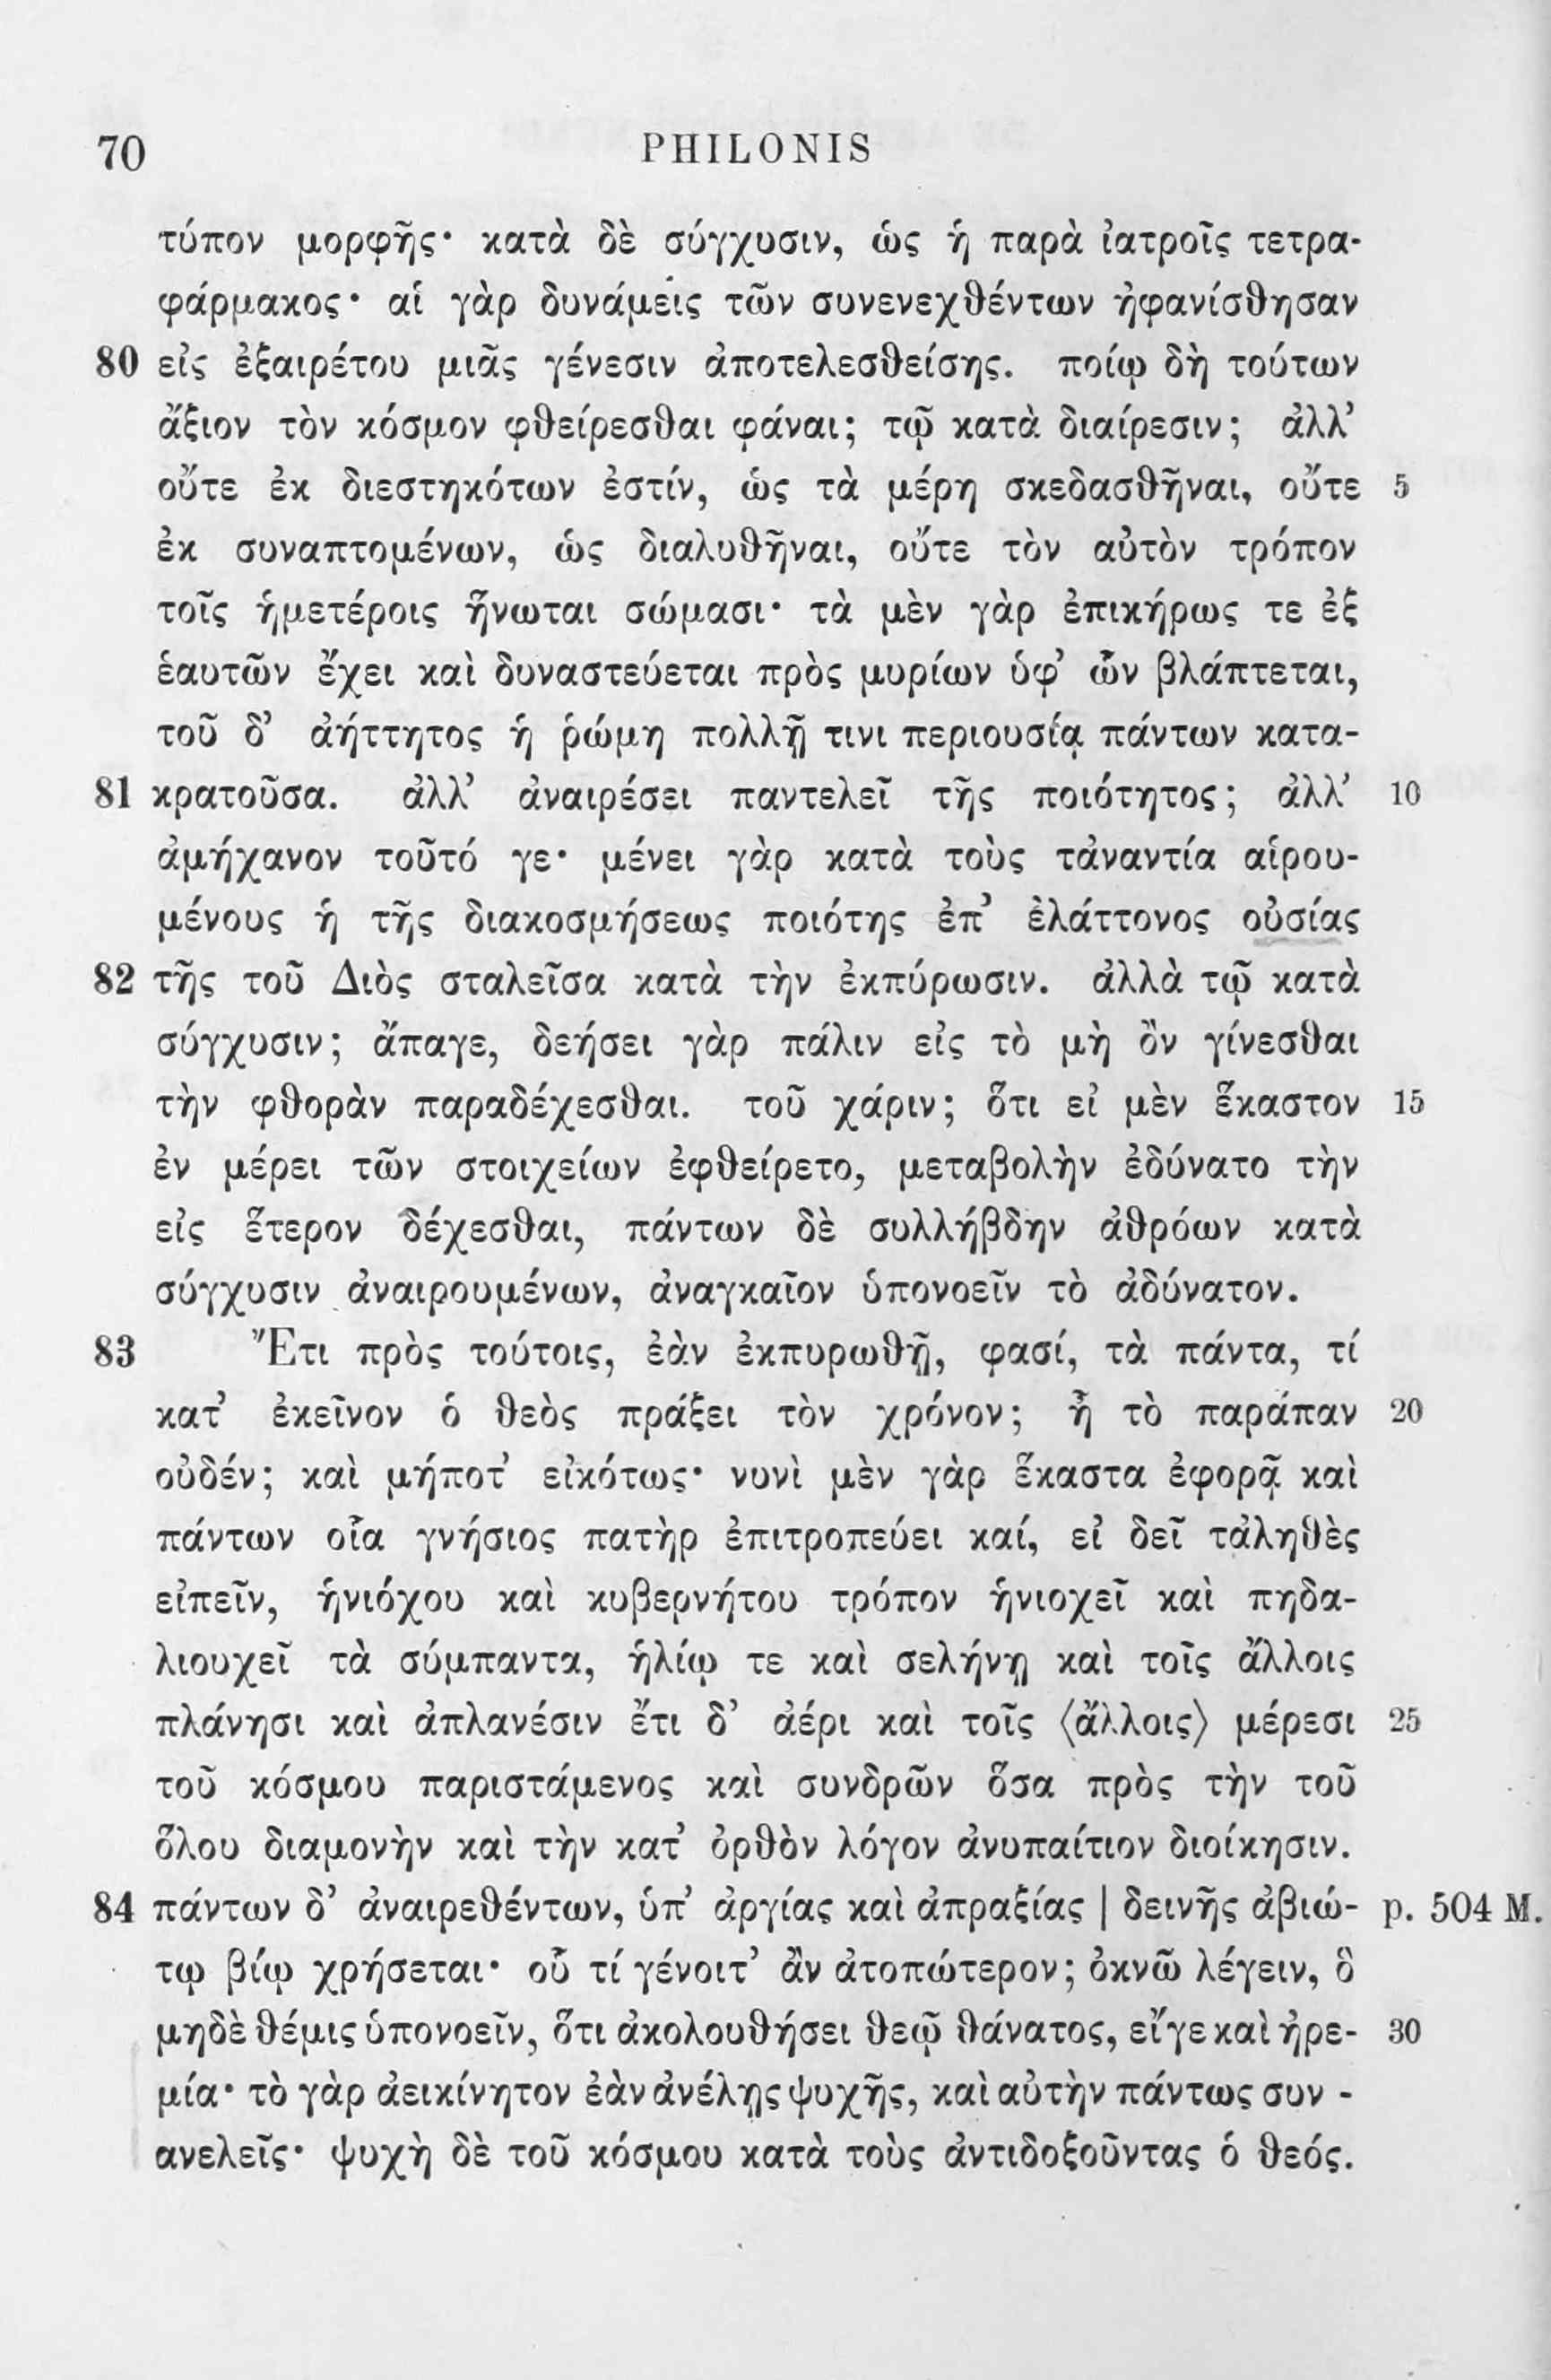 70 PHILONIS
τύπον μορφῆς· κατὰ δὲ σύγχυσιν, ὡς ἡ παρὰ ἰατροῖς τετρα-
φάρμακος· αἱ γὰρ δυνάμεις τῶν συνενεχθέντων ἠφανίσθησαν
80 εἰς ἐξαιρέτου μιᾶς γένεσιν ἀποτελεσθείσης. ποίῳ δὴ τούτων
ἄξιον τὸν κόσμον φθείρεσθαι φάναι; τῷ κατὰ διαίρεσιν; ἀλλ’
οὔτε ἐκ διεστηκότων ἐστίν, ὡς τὰ μέρη σκεδασθῆναι, οὔτε 5
ἐκ συναπτομένων, ὡς διαλυθῆναι, οὔτε τὸν αὐτὸν τρόπον
τοῖς ἡμετέροις ἥνωται σώμασι· τὰ μὲν γὰρ ἐπικήρως τε ἐξ
ἑαυτῶν ἔχει καὶ δυναστεύεται πρὸς μυρίων ὑφ’ ὧν βλάπτεται,
τοῦ δ’ ἀήττητος ἡ ῥώμη πολλῇ τινι περιουσίᾳ πάντων κατα-
81 κρατοῦσα. ἀλλ’ ἀναιρέσει παντελεῖ τῆς ποιότητος; ἀλλ’ 10
ἀμήχανον τοῦτό γε· μένει γὰρ κατὰ τοὺς τἀναντία αἱρου-
μένους ἡ τῆς διακοσμήσεως ποιότης ἐπ’ ἐλάττονος οὐσίας
82 τῆς τοῦ Διὸς σταλεῖσα κατὰ τὴν ἐκπύρωσιν. ἀλλὰ τῷ κατὰ
σύγχυσιν; ἄπαγε, δεήσει γὰρ πάλιν εἰς τὸ μὴ ὂν γίνεσθαι
τὴν φθορὰν παραδέχεσθαι. τοῦ χάριν; ὅτι εἰ μὲν ἕκαστον 15
ἐν μέρει τῶν στοιχείων ἐφθείρετο, μεταβολὴν ἐδύνατο τὴν
εἰς ἕτερον δέχεσθαι, πάντων δὲ συλλήβδην ἀθρόων κατὰ
σύγχυσιν ἀναιρουμένων, ἀναγκαῖον ὑπονοεῖν τὸ ἀδύνατον.
83 Ἔτι πρὸς τούτοις, ἐὰν ἐκπυρωθῇ, φασί, τὰ πάντα, τί
κατ’ ἐκεῖνον ὁ θεὸς πράξει τὸν χρόνον; ἢ τὸ παράπαν 20
οὐδέν; καὶ μήποτ’ εἰκότως· νυνὶ μὲν γὰρ ἕκαστα ἐφορᾷ καὶ
πάντων οἷα γνήσιος πατὴρ ἐπιτροπεύει καί, εἰ δεῖ τἀληθὲς
εἰπεῖν, ἡνιόχου καὶ κυβερνήτου τρόπον ἡνιοχεῖ καὶ πηδα-
λιουχεῖ τὰ σύμπαντα, ἡλίῳ τε καὶ σελήνῃ καὶ τοῖς ἄλλοις
πλάνησι καὶ ἀπλανέσιν ἔτι δ’ ἀέρι καὶ τοῖς ⟨ἄλλοις⟩ μέρεσι 25
τοῦ κόσμου παριστάμενος καὶ συνδρῶν ὅσα πρὸς τὴν τοῦ
ὅλου διαμονὴν καὶ τὴν κατ’ ὀρθὸν λόγον ἀνυπαίτιον διοίκησιν.
84 πάντων δ’ ἀναιρεθέντων, ὑπ’ ἀργίας καὶ ἀπραξίας | δεινῆς ἀβιώ- p. 504 M.
τῳ βίῳ χρήσεται· οὗ τί γένοιτ’ ἂν ἀτοπώτερον; ὀκνῶ λέγειν, ὃ
μηδὲ θέμις ὑπονοεῖν, ὅτι ἀκολουθήσει θεῷ θάνατος, εἴγε καὶ ἠρε- 30
μία· τὸ γὰρ ἀεικίνητον ἐὰν ἀνέλῃς ψυχῆς, καὶ αὐτὴν πάντως συν-
ανελεῖς· ψυχὴ δὲ τοῦ κόσμου κατὰ τοὺς ἀντιδοξοῦντας ὁ θεός.